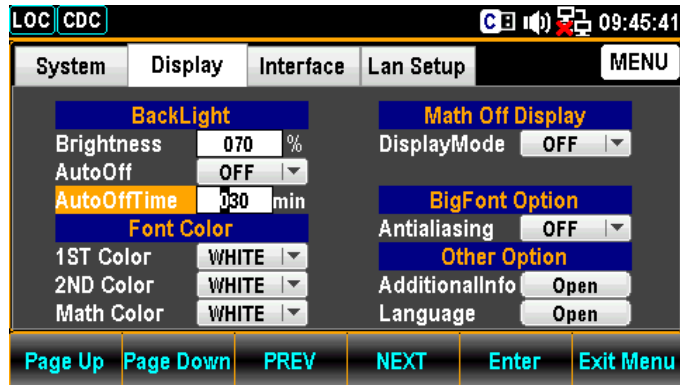 LOC CDC C 09:45:41
System Display Interface Lan Setup MENU
BackLight
Brightness 070 %
AutoOff OFF
AutoOffTime 030 min
Font Color
1ST Color WHITE
2ND Color WHITE
Math Color WHITE
Math Off Display
DisplayMode OFF
BigFont Option
Antialiasing OFF
Other Option
AdditionalInfo Open
Language Open
Page Up Page Down PREV NEXT Enter Exit Menu